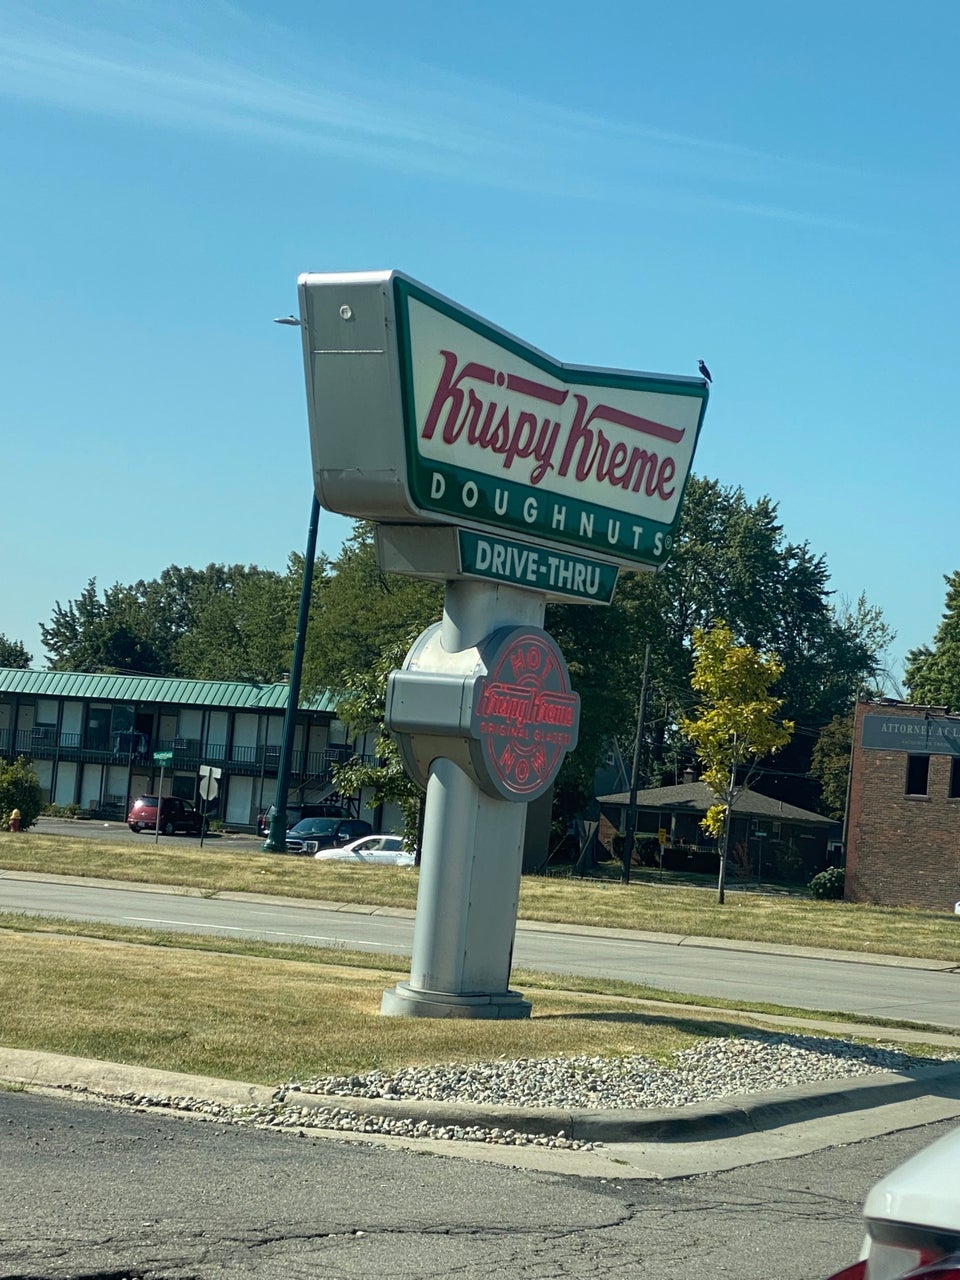 Krispy Kreme
DOUGHNUTS®
DRIVE-THRU
HOT
Krispy Kreme
ORIGINAL GLAZED
NOW
ATTORNEY